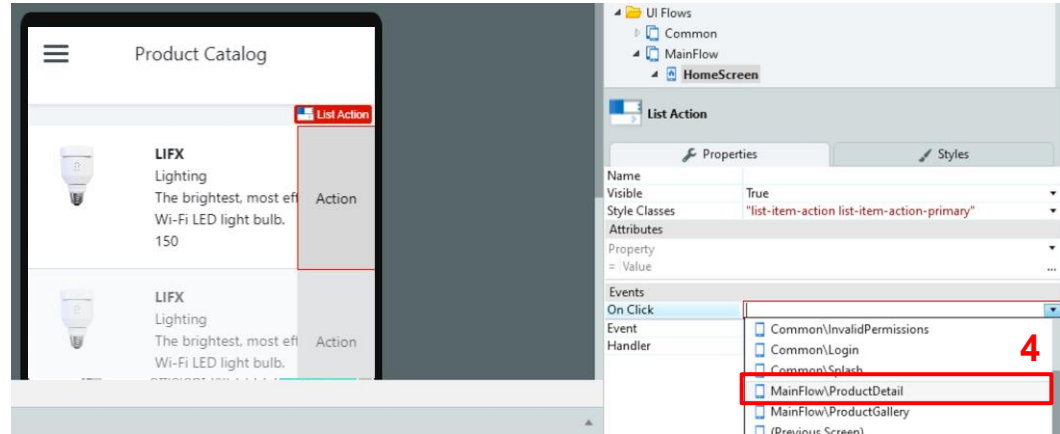 Product Catalog
List Action
LIFX
Lighting
The brightest, most eff
Wi-Fi LED light bulb.
150
Action
LIFX
Lighting
The brightest, most eff
Wi-Fi LED light bulb.
Action
UI Flows
Common
MainFlow
HomeScreen
List Action
Properties
Styles
Name
Visible True
Style Classes "list-item-action list-item-action-primary"
Attributes
Property
= Value ...
Events
On Click
Event
Handler
Common\InvalidPermissions
Common\Login
Common\Splash
MainFlow\ProductDetail
MainFlow\ProductGallery
(Previous Screen)
4